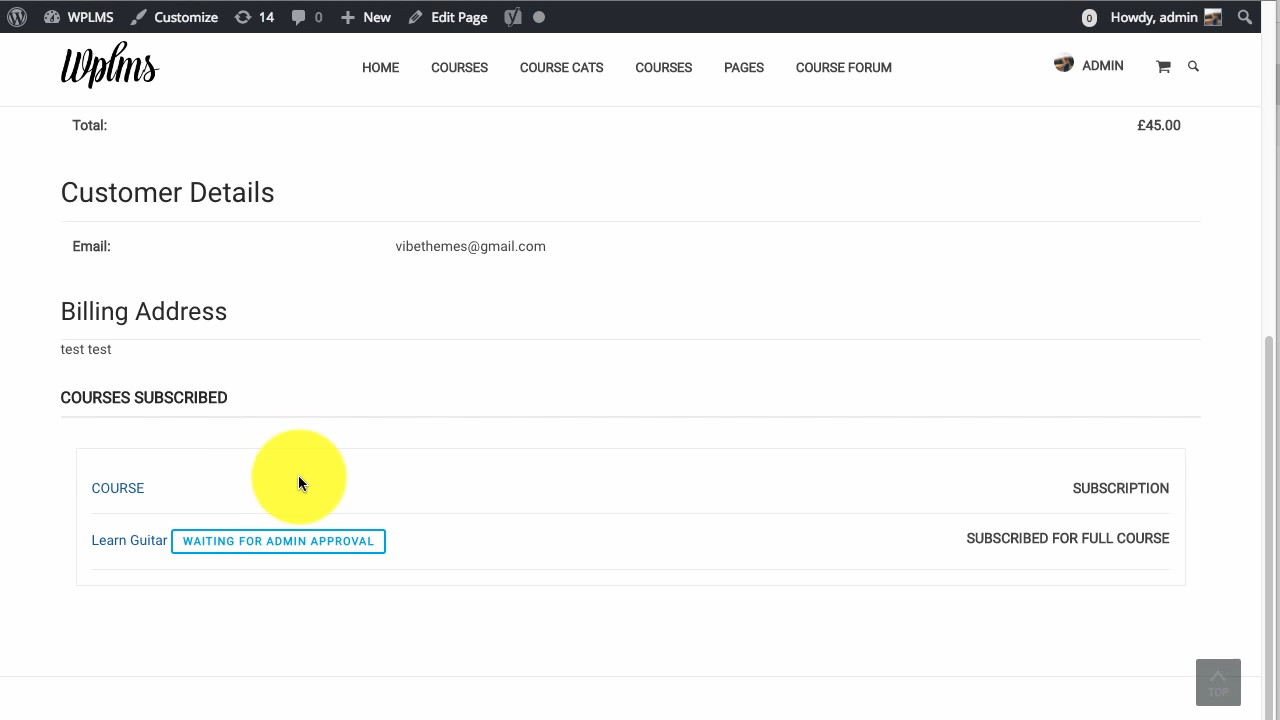 WPLMS Customize 14 0 New Edit Page 0 Howdy, admin
Wplms HOME COURSES COURSE CATS COURSES PAGES COURSE FORUM ADMIN
Total: £45.00
Customer Details
Email: vibethemes@gmail.com
Billing Address
test test
COURSES SUBSCRIBED
COURSE SUBSCRIPTION
Learn Guitar WAITING FOR ADMIN APPROVAL SUBSCRIBED FOR FULL COURSE
TOP